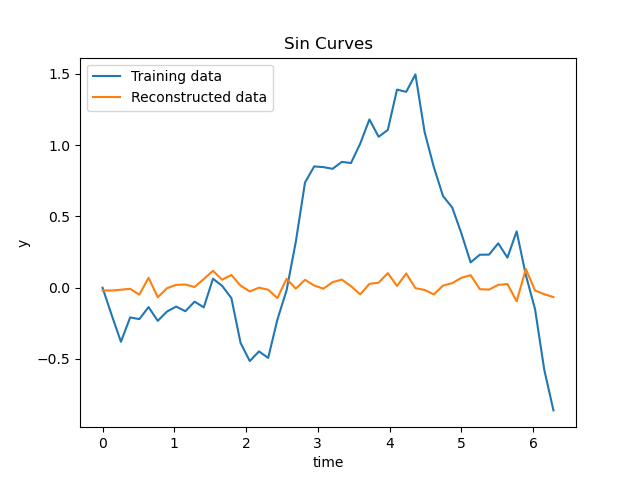 Sin Curves
Training data
Reconstructed data
1.5
1.0
0.5
0.0
−0.5
y
0 1 2 3 4 5 6
time